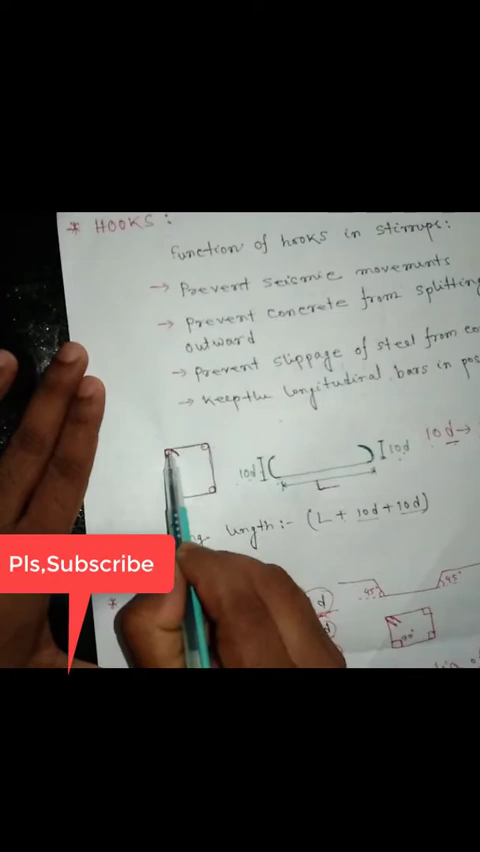 * HOOKS :
Function of hooks in stirrups:
→ Prevent seismic movements
→ Prevent concrete from splitting
outward
→ Prevent slippage of steel from
→ Keep the longitudinal bars in
10d
10d
10d →
L
length:- (L + 10d + 10d)
Pls,Subscribe
*
d
d
45°
45°
90°